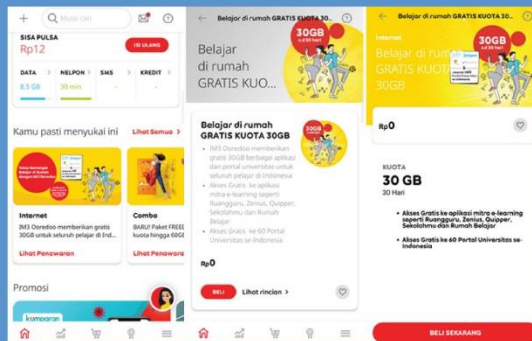 Mulai cari
SISA PULSA
Rp12
ISI ULANG
DATA
NELPON
SMS
KREDIT
8.5 GB
30 min
-
-
Kamu pasti menyukai ini
Lihat Semua
Internet
IM3 Ooredoo memberikan gratis
30GB untuk seluruh pelajar di Ind...
Lihat Penawaran
Combo
BARU! Paket FREED
kuota hingga 60GB
Lihat Penawara
Promosi
kumparan
Belajar di rumah GRATIS KUOTA 30..
30GB
Belajar
di rumah
GRATIS KUO...
Belajar di rumah
GRATIS KUOTA 30GB
30GB
• IM3 Ooredoo memberikan
gratis 30GB berbagai aplikasi
dan portal universitas untuk
seluruh pelajar di Indonesia
• Akses Gratis ke aplikasi
mitra e-learning seperti
Ruangguru, Zenius, Quipper,
Sekolahmu dan Rumah
Belajar
• Akses Gratis ke 60 Portal
Universitas se-Indonesia
Rp0
BELI
Lihat rincian
Belajar di rumah GRATIS KUOTA 30...
Internet
30GB
Belajar di rumah
GRATIS KUOTA
30GB
Rp0
KUOTA
30 GB
30 Hari
• Akses Gratis ke aplikasi mitra e-learning
seperti Ruangguru, Zenius, Quipper,
Sekolahmu dan Rumah Belajar
• Akses Gratis ke 60 Portal Universitas se-
Indonesia
BELI SEKARANG